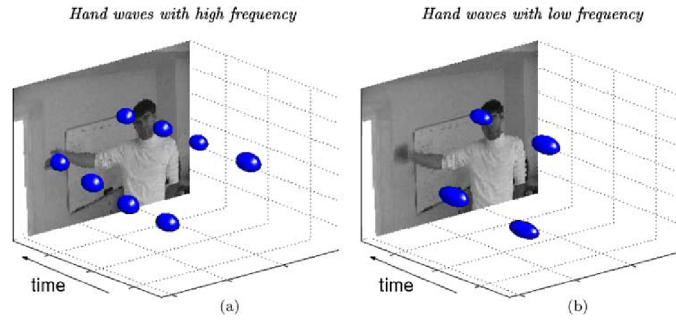 Hand waves with high frequency
Hand waves with low frequency
time
time
(a)
(b)